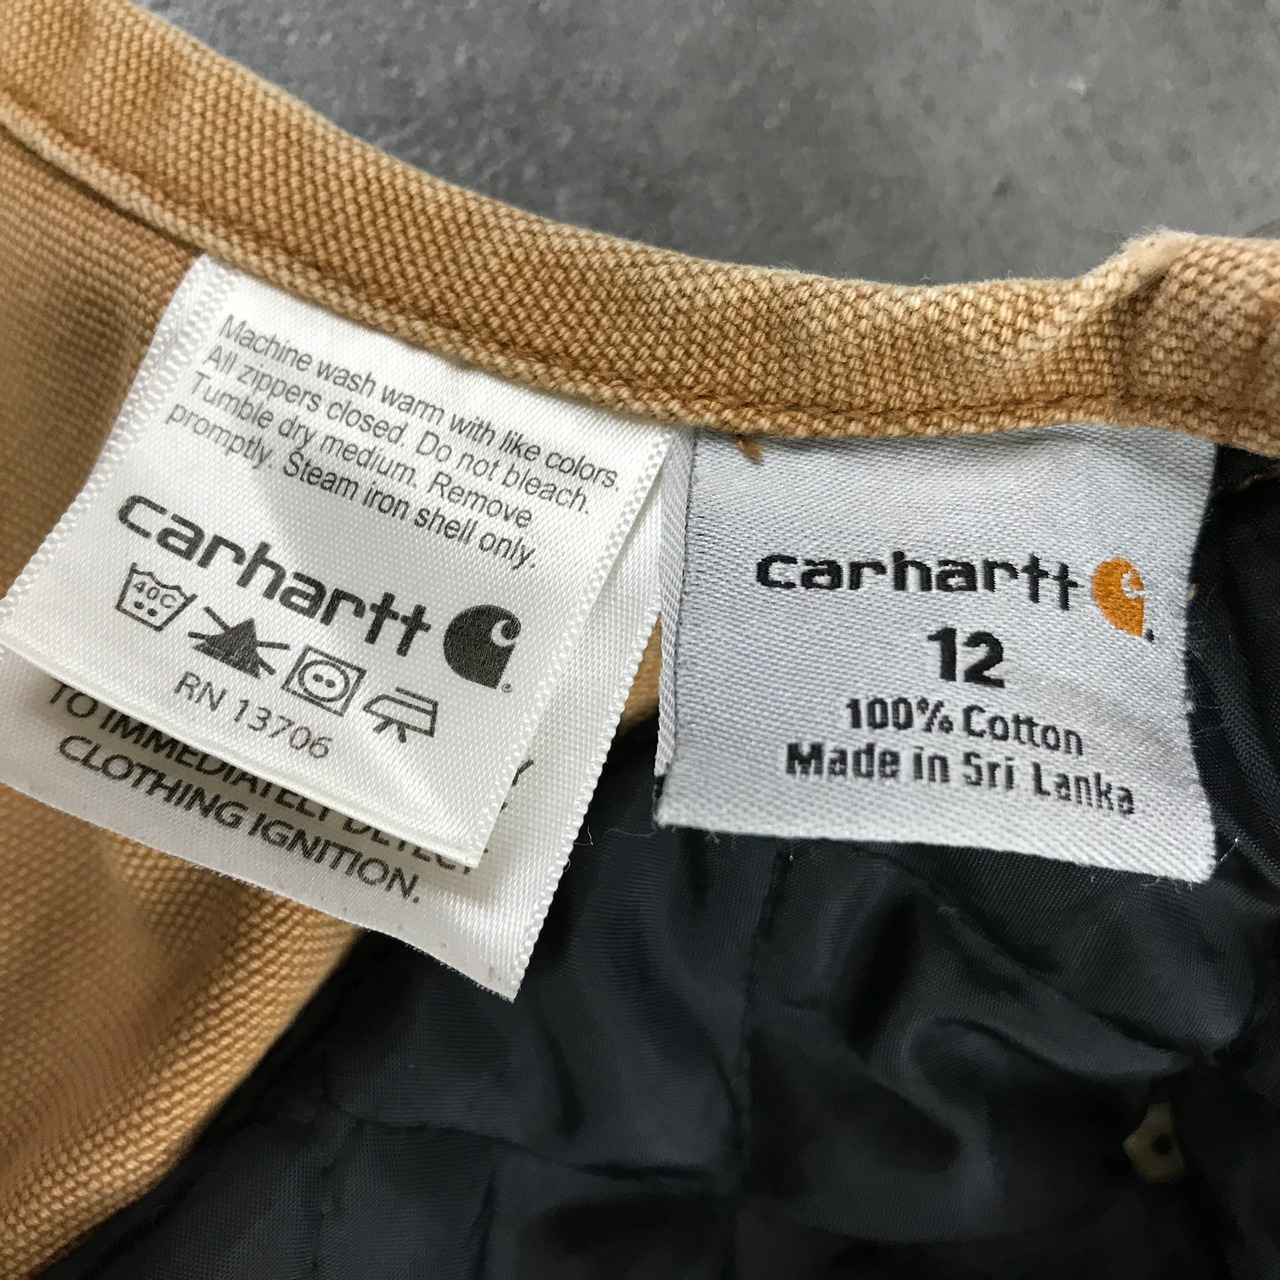 Machine wash warm with like colors.
All zippers closed. Do not bleach.
Tumble dry medium. Remove
promptly. Steam iron shell only.
carhartt
40C
RN 13706
TO IMMEDIATELY DETECT
CLOTHING IGNITION.
carhartt
12
100% Cotton
Made in Sri Lanka